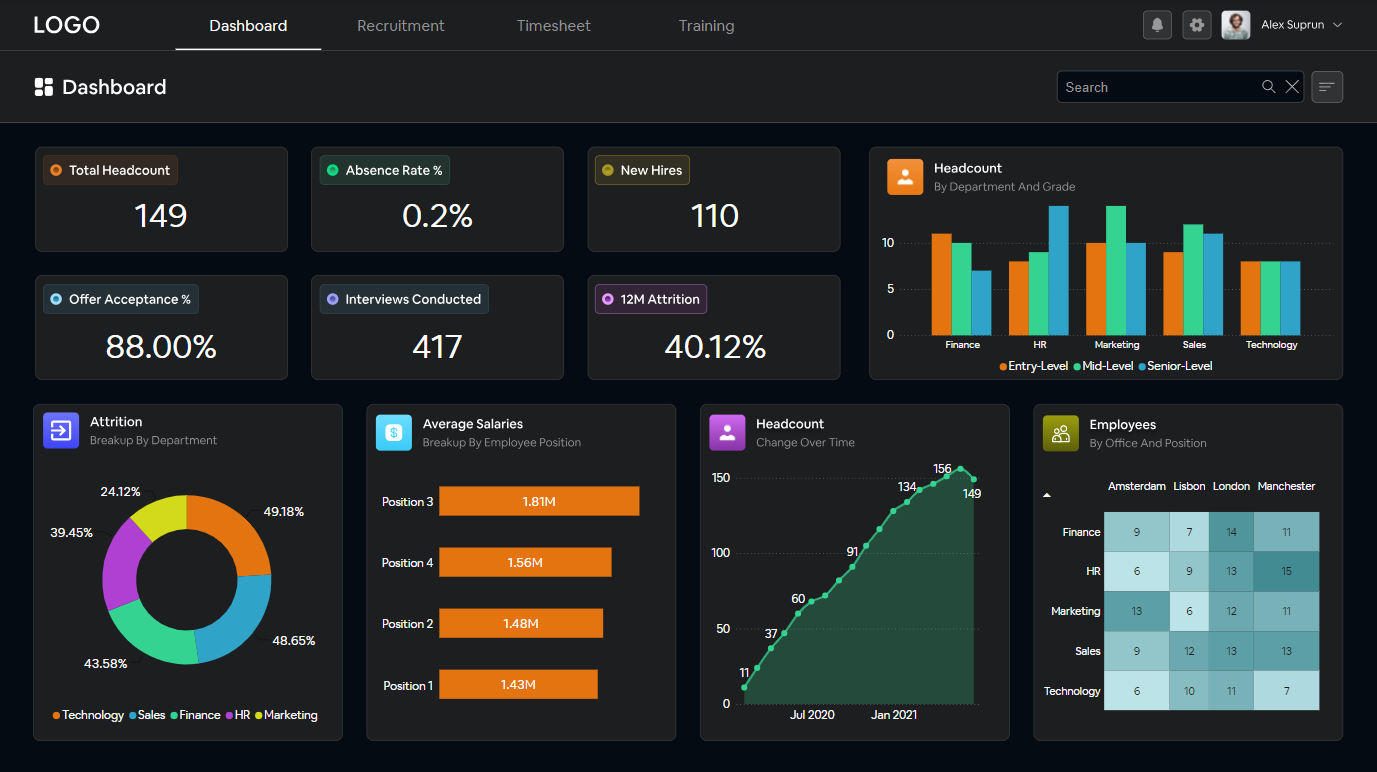 LOGO
Dashboard
Recruitment
Timesheet
Training
Alex Suprun
Dashboard
Search
Total Headcount
149
Absence Rate %
0.2%
New Hires
110
Offer Acceptance %
88.00%
Interviews Conducted
417
12M Attrition
40.12%
Headcount
By Department And Grade
10
5
0
Finance HR Marketing Sales Technology
Entry-Level Mid-Level Senior-Level
Attrition
Breakup By Department
24.12%
49.18%
39.45%
48.65%
43.58%
Technology Sales Finance HR Marketing
Average Salaries
Breakup By Employee Position
Position 3 1.81M
Position 4 1.56M
Position 2 1.48M
Position 1 1.43M
Headcount
Change Over Time
150
100
50
0
11
37
60
91
134
156
149
Jul 2020 Jan 2021
Employees
By Office And Position
Amsterdam Lisbon London Manchester
Finance 9 7 14 11
HR 6 9 13 15
Marketing 13 6 12 11
Sales 9 12 13 13
Technology 6 10 11 7